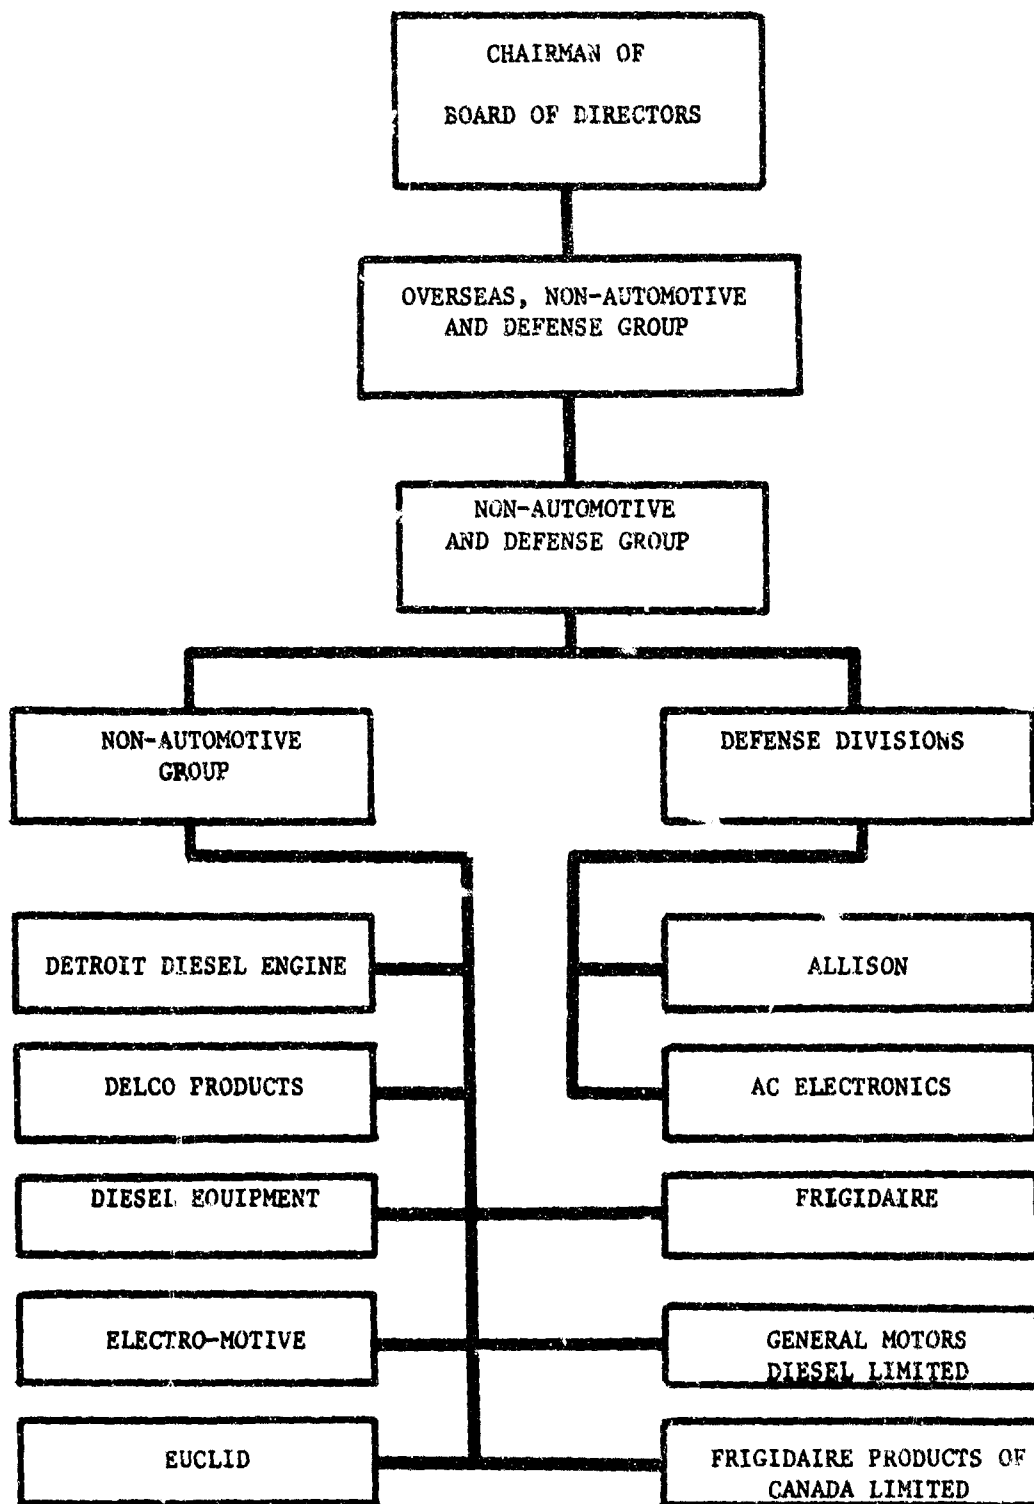 CHAIRMAN OF
BOARD OF DIRECTORS
OVERSEAS, NON-AUTOMOTIVE
AND DEFENSE GROUP
NON-AUTOMOTIVE
AND DEFENSE GROUP
NON-AUTOMOTIVE
GROUP
DEFENSE DIVISIONS
DETROIT DIESEL ENGINE
ALLISON
DELCO PRODUCTS
AC ELECTRONICS
DIESEL EQUIPMENT
FRIGIDAIRE
ELECTRO-MOTIVE
GENERAL MOTORS
DIESEL LIMITED
EUCLID
FRIGIDAIRE PRODUCTS OF
CANADA LIMITED